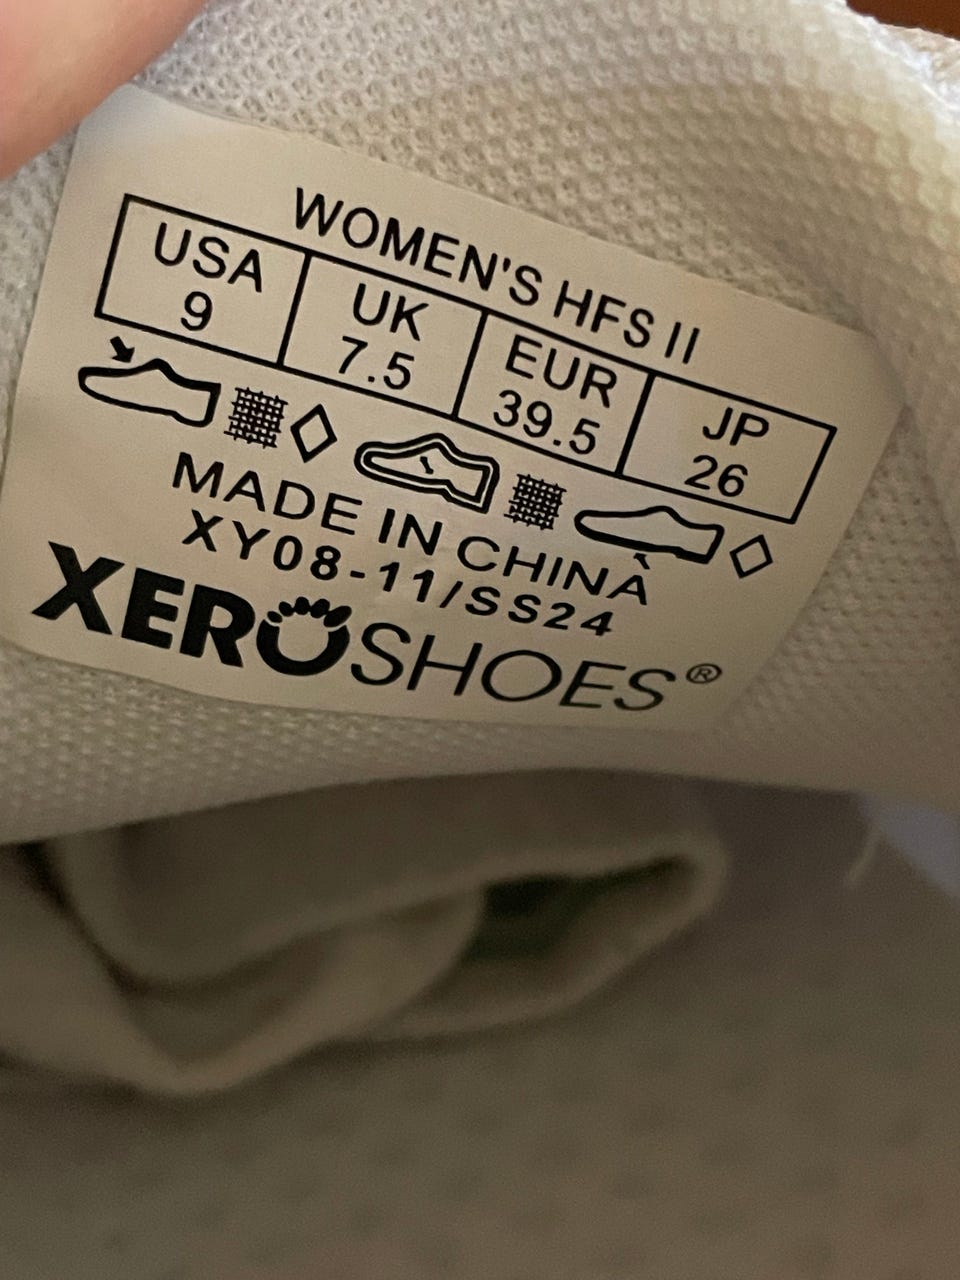 WOMEN'S HFS II
USA UK EUR JP
9 7.5 39.5 26
MADE IN CHINA
XY08-11/SS24
XEROSHOES®